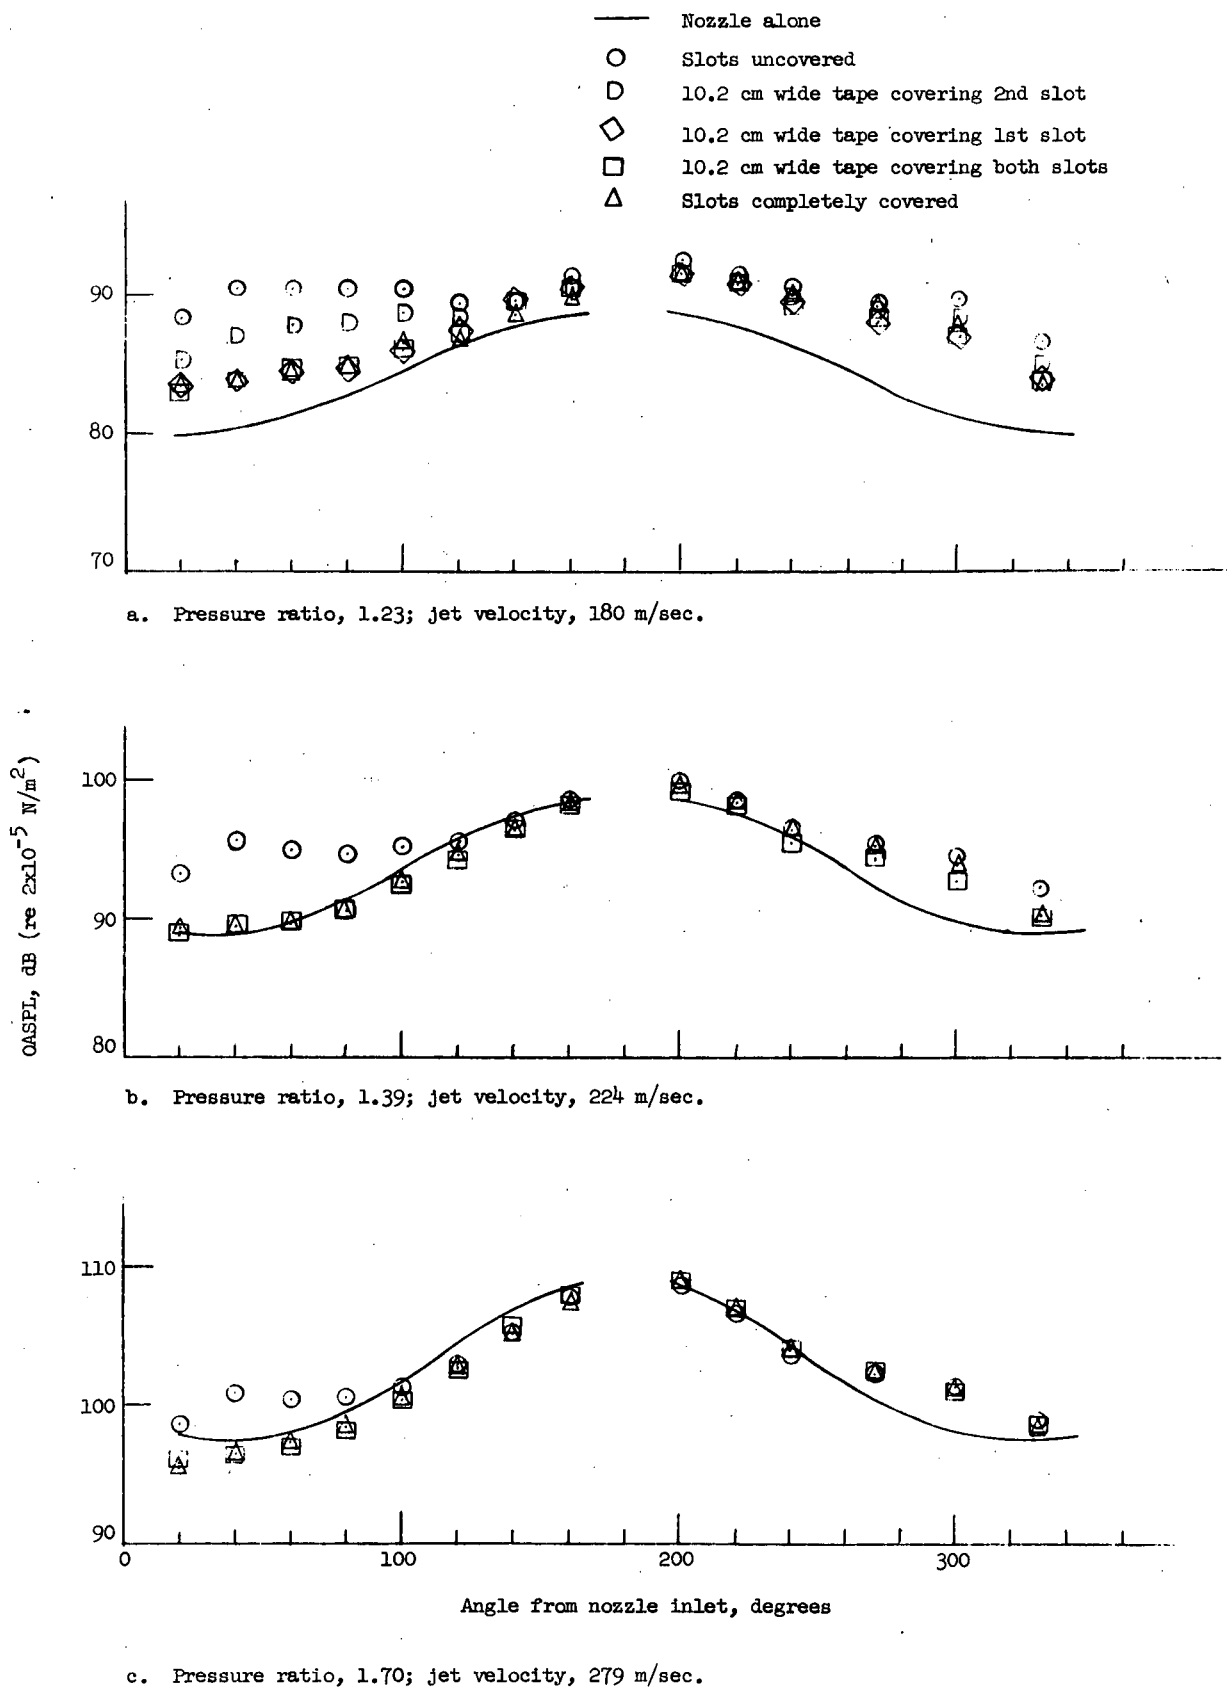 Nozzle alone
Slots uncovered
10.2 cm wide tape covering 2nd slot
10.2 cm wide tape covering 1st slot
10.2 cm wide tape covering both slots
Slots completely covered
90
80
70
a. Pressure ratio, 1.23; jet velocity, 180 m/sec.
OASPL, dB (re 2x10⁻⁵ N/m²)
100
90
80
b. Pressure ratio, 1.39; jet velocity, 224 m/sec.
110
100
90
0 100 200 300
Angle from nozzle inlet, degrees
c. Pressure ratio, 1.70; jet velocity, 279 m/sec.